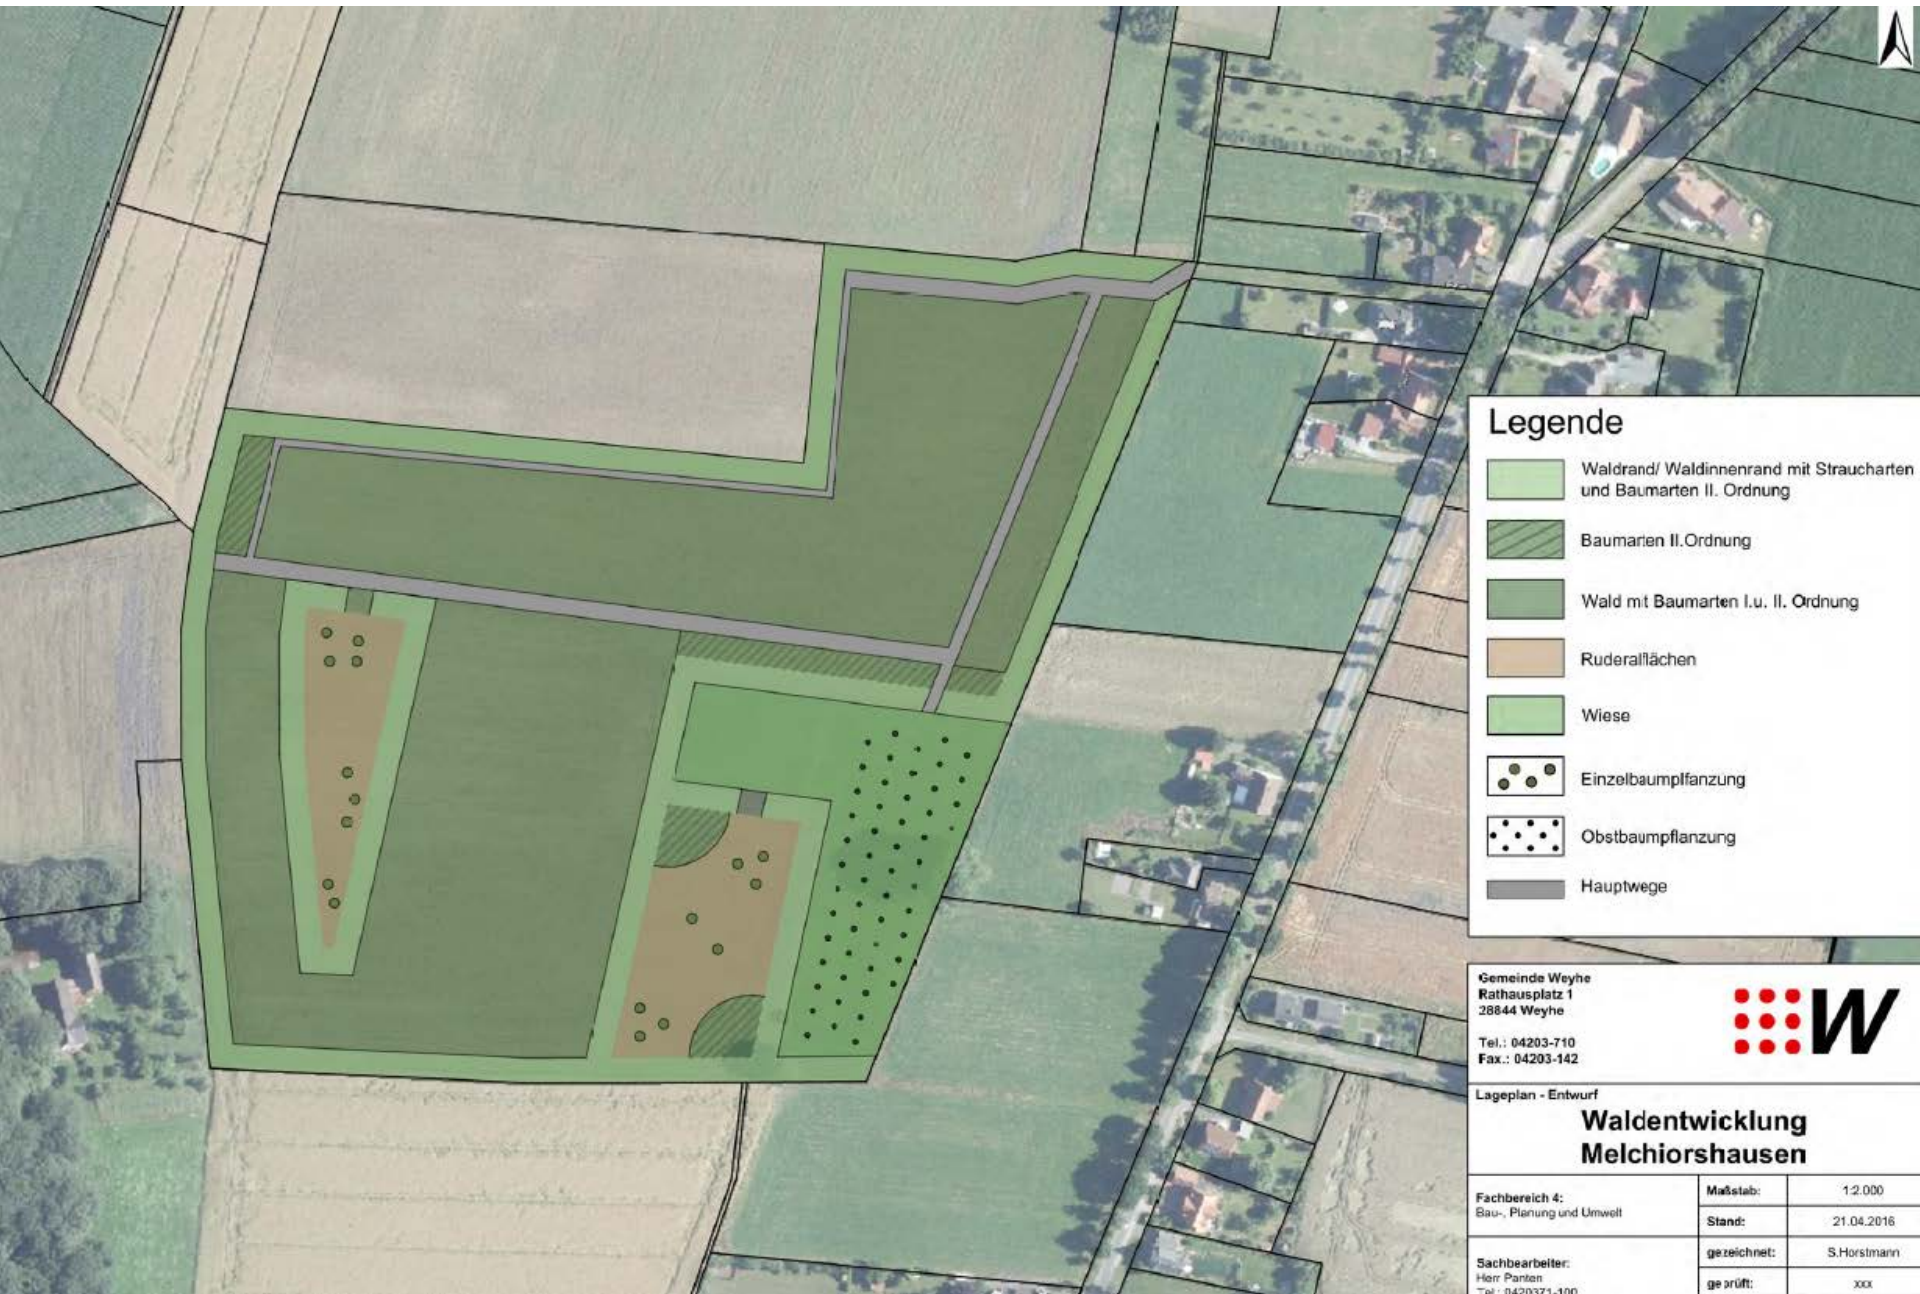 Legende
Waldrand/ Waldinnenrand mit Straucharten
und Baumarten II. Ordnung
Baumarten II.Ordnung
Wald mit Baumarten I.u. II. Ordnung
Ruderalflächen
Wiese
Einzelbaumplfanzung
Obstbaumpflanzung
Hauptwege
Gemeinde Weyhe
Rathausplatz 1
28844 Weyhe
Tel.: 04203-710
Fax.: 04203-142
W
Lageplan - Entwurf
Waldentwicklung
Melchiorshausen
Fachbereich 4:
Bau-, Planung und Umwelt
Maßstab: 1:2.000
Stand: 21.04.2016
gezeichnet: S.Horstmann
geprüft: xxx
Sachbearbeiter:
Herr Panten
Tel.: 0420371-100